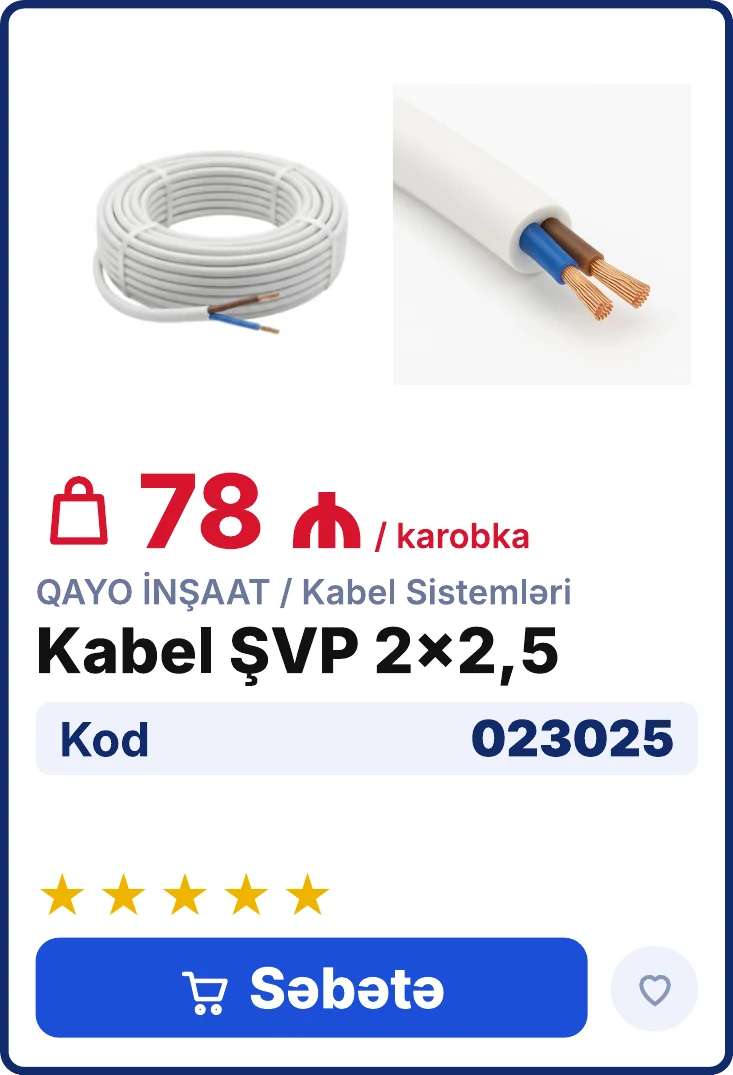 78 ₼ / karobka
QAYO İNŞAAT / Kabel Sistemləri
Kabel ŞVP 2×2,5
Kod 023025
Səbətə